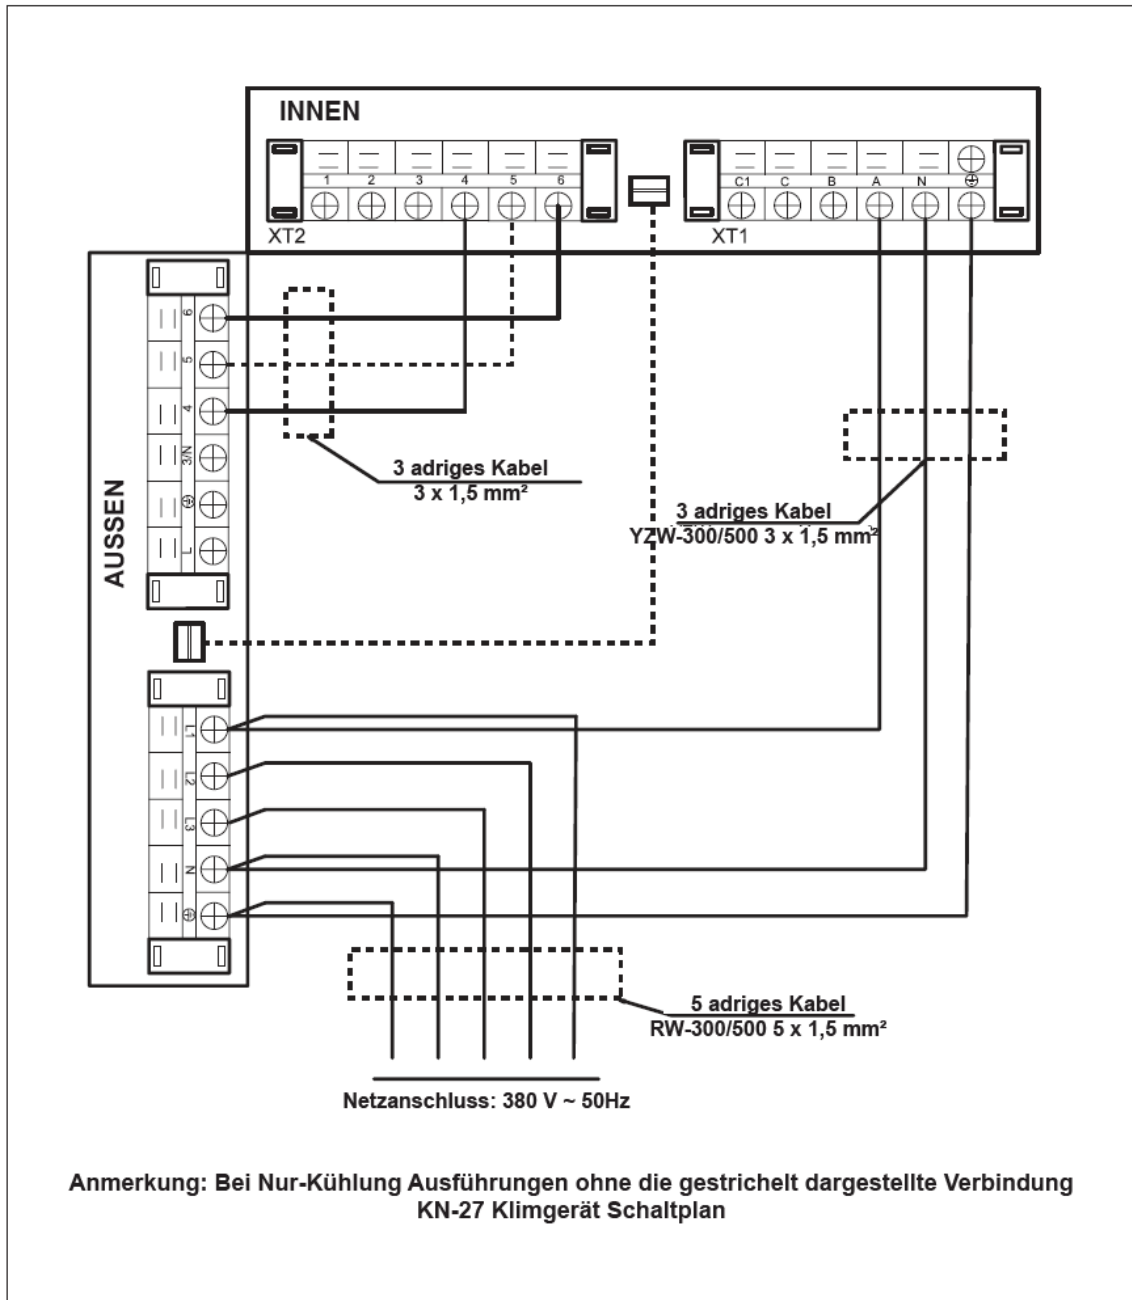 INNEN
1 2 3 4 5 6
C1 C B A N
XT2
XT1
AUSSEN
6
5
4
3/N
L
3 adriges Kabel
3 x 1,5 mm²
3 adriges Kabel
YZW-300/500 3 x 1,5 mm²
L1
L2
L3
N
5 adriges Kabel
RW-300/500 5 x 1,5 mm²
Netzanschluss: 380 V ~ 50Hz
Anmerkung: Bei Nur-Kühlung Ausführungen ohne die gestrichelt dargestellte Verbindung
KN-27 Klimgerät Schaltplan